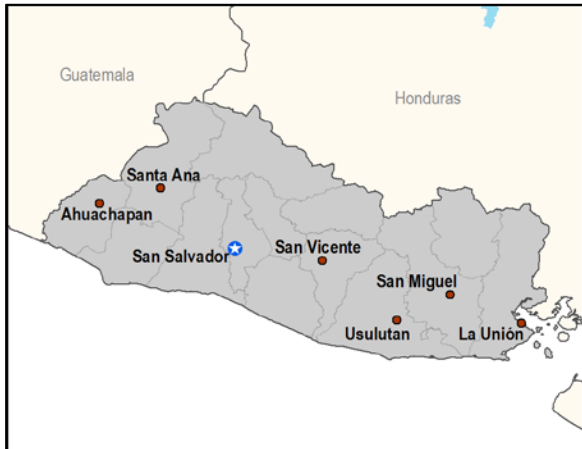 Guatemala
Honduras
Santa Ana
Ahuachapan
San Salvador
San Vicente
San Miguel
Usulutan
La Unión